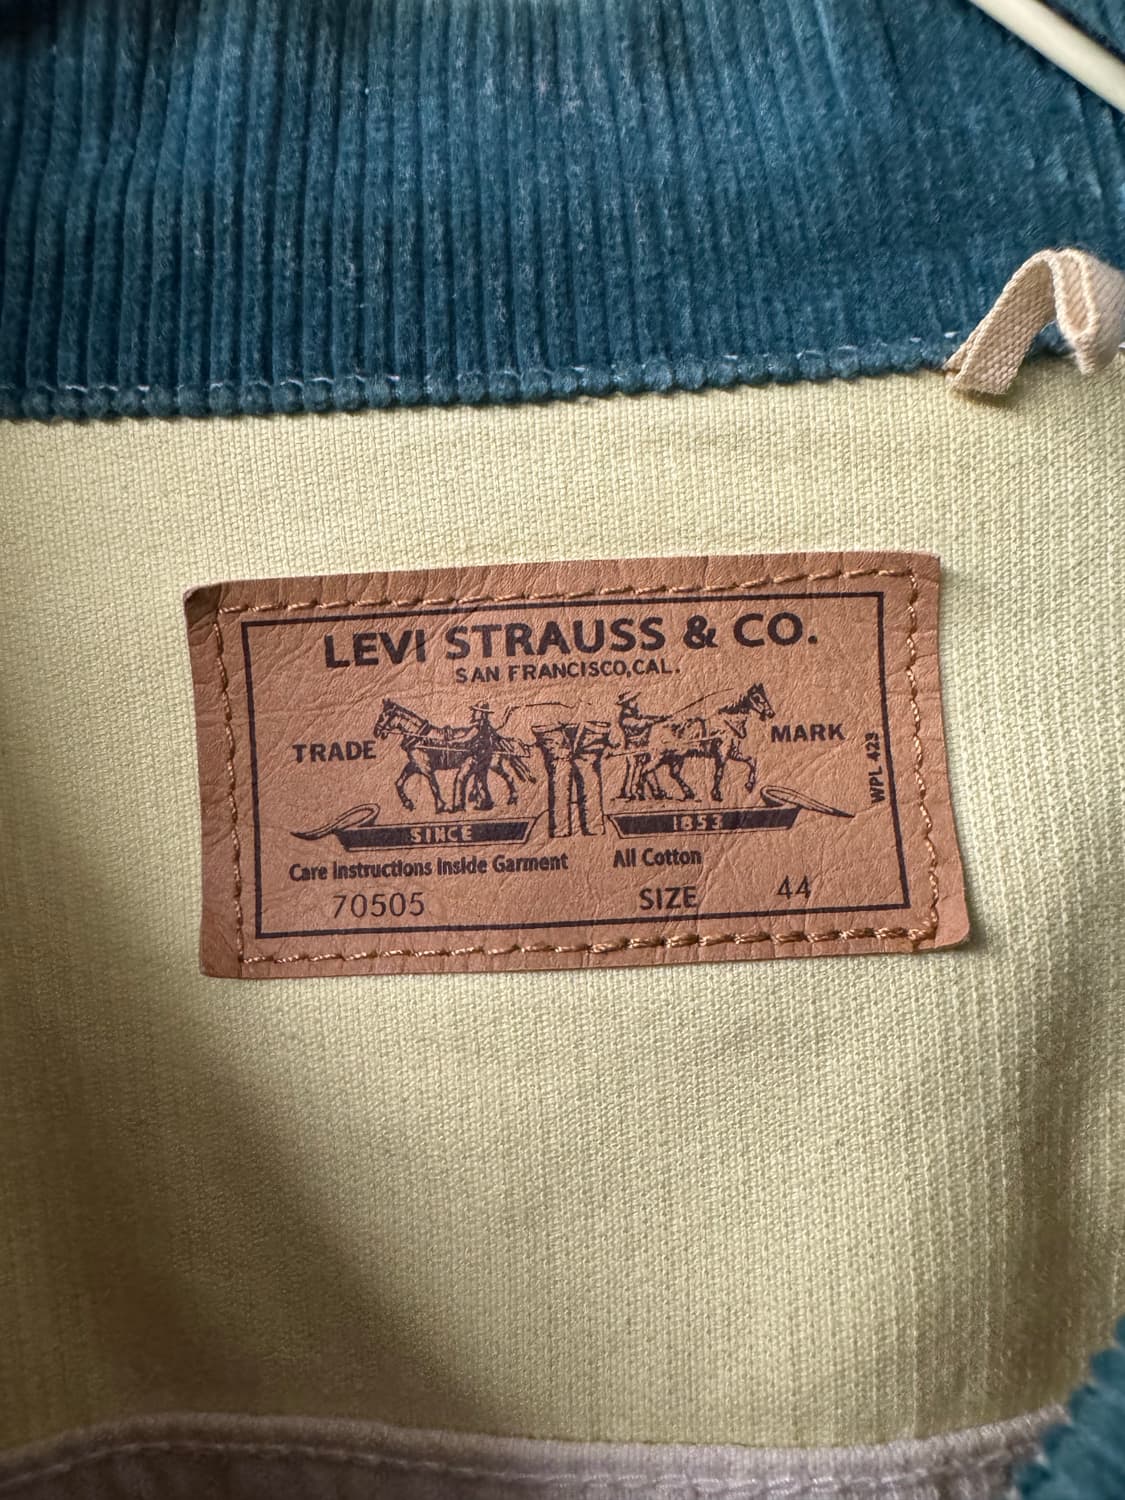 LEVI STRAUSS & CO.
SAN FRANCISCO, CAL.
TRADE MARK
WPL 423
SINCE 1853
Care Instructions Inside Garment All Cotton
70505 SIZE 44